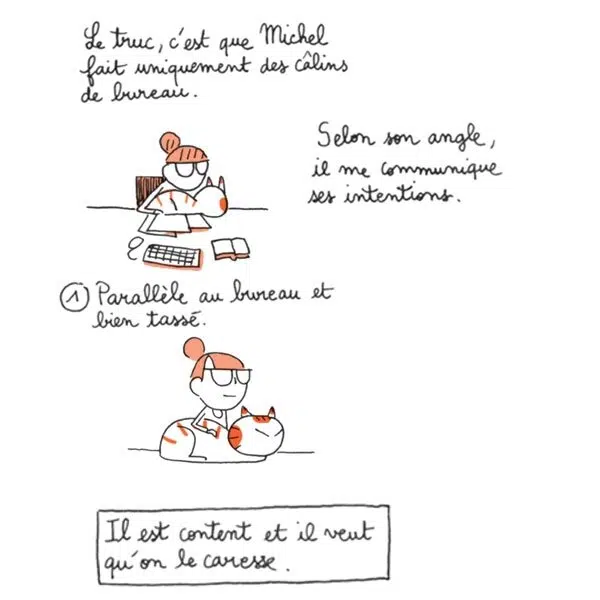 Le truc, c'est que Michel
fait uniquement des câlins
de bureau.
Selon son angle,
il me communique
ses intentions.
1 Parallèle au bureau et
bien tassé.
Il est content et il veut
qu'on le caresse.